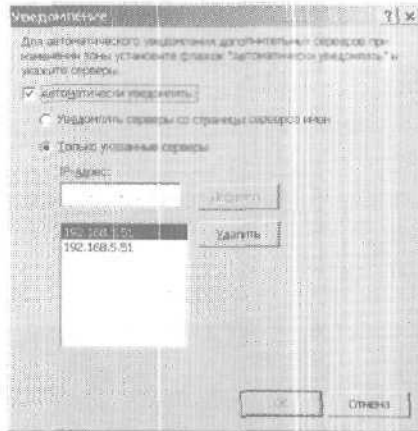 Уведомление
Для автоматического уведомления дополнительных серверов при
изменении зоны установите флажок "Автоматически уведомлять" и
укажите серверы.
Автоматически уведомлять
Уведомлять серверы со страницы серверов имен
Только указанные серверы
IP-адрес:
Добавить
192.168.1.51
Удалить
192.168.5.51
ОК
Отмена